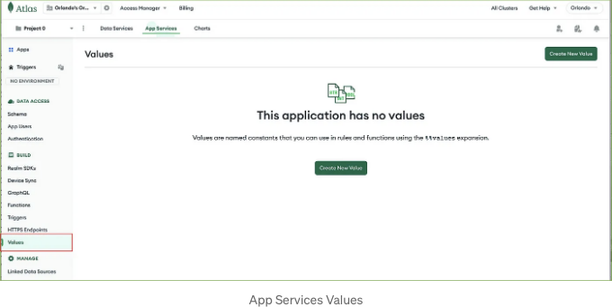 Atlas
Orlando's Or...
Access Manager
Billing
All Clusters
Get Help
Orlando
Project 0
Data Services
App Services
Charts
Apps
Triggers
NO ENVIRONMENT
DATA ACCESS
Schema
App Users
Authentication
BUILD
Realm SDKs
Device Sync
GraphQL
Functions
Triggers
HTTPS Endpoints
Values
MANAGE
Linked Data Sources
Values
Create New Value
This application has no values
Values are named constants that you can use in rules and functions using the %%values expansion.
Create New Value
App Services Values